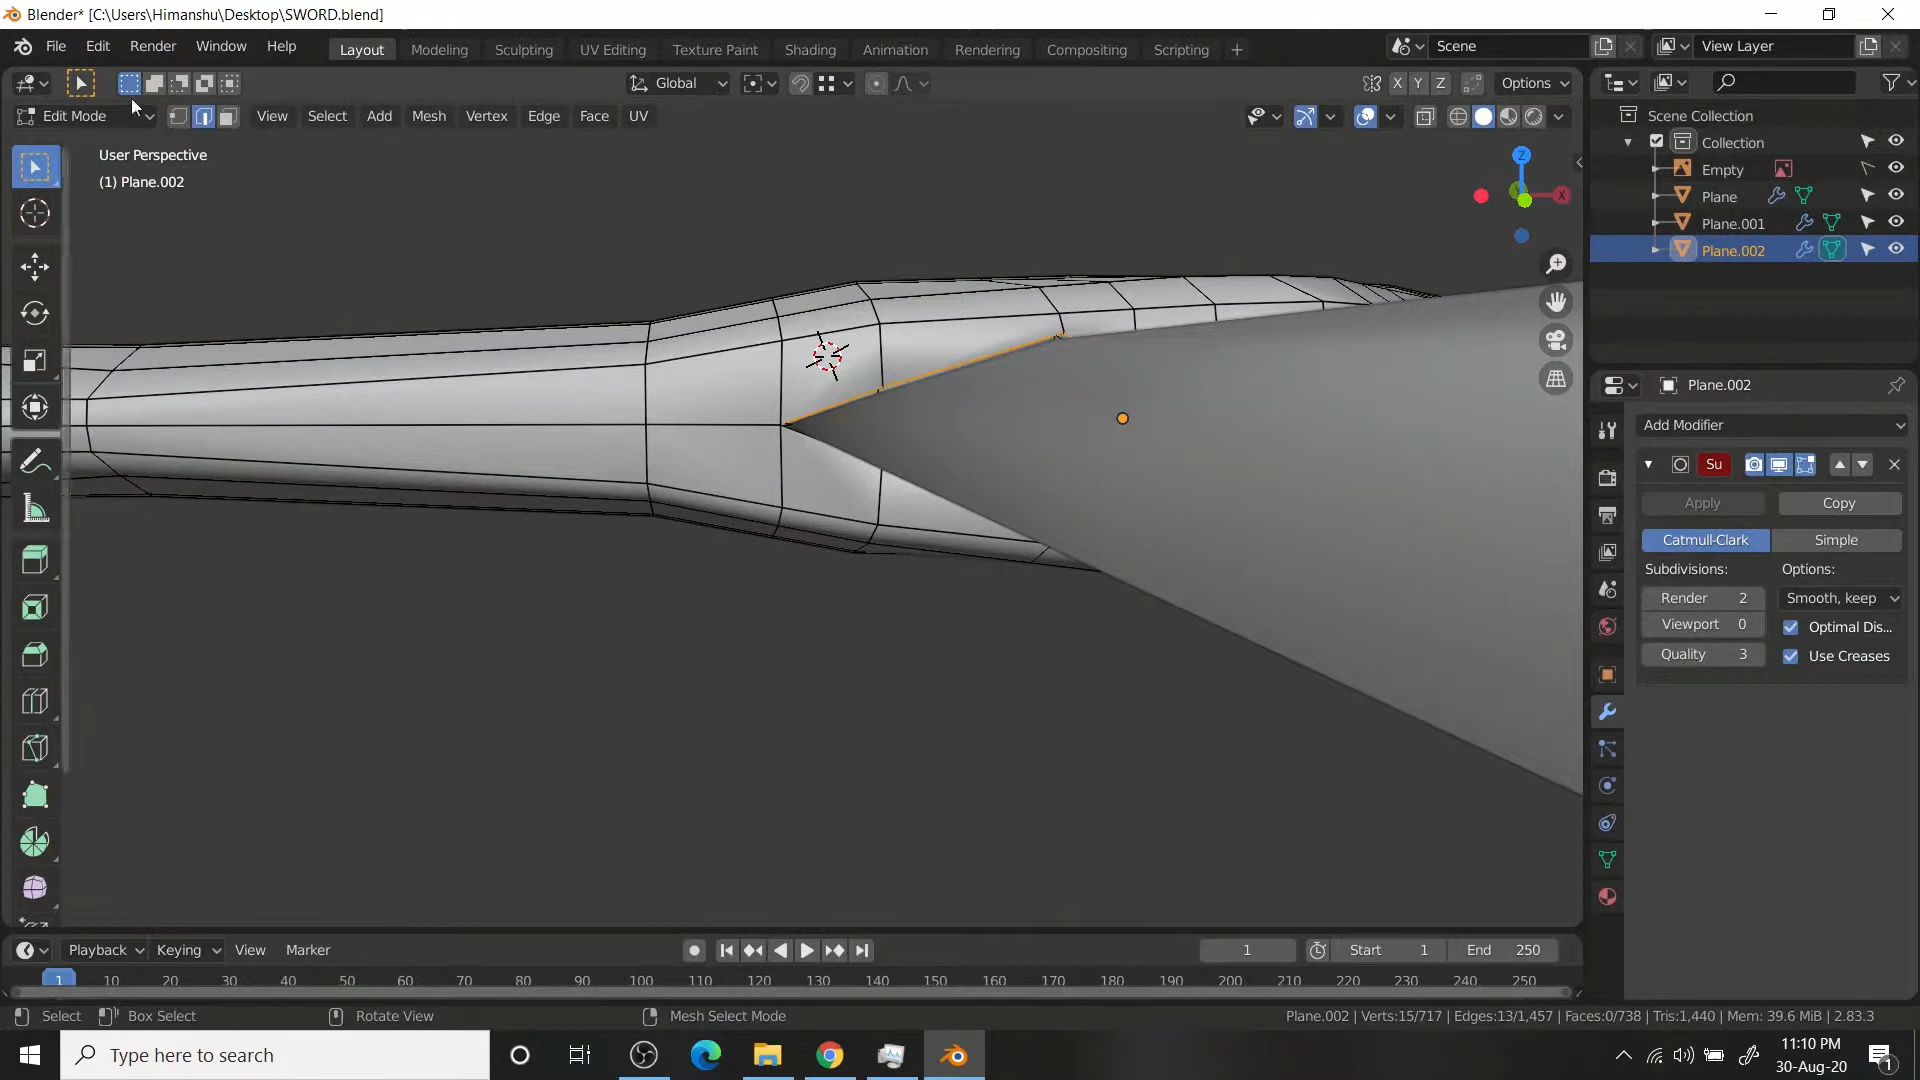 Blender* [C:\Users\Himanshu\Desktop\SWORD.blend]
File Edit Render Window Help Layout Modeling Sculpting UV Editing Texture Paint Shading Animation Rendering Compositing Scripting + Scene View Layer
Global X Y Z Options
Edit Mode View Select Add Mesh Vertex Edge Face UV
Scene Collection
Collection
Empty
Plane
Plane.001
Plane.002
User Perspective
(1) Plane.002
Z
X
Plane.002
Add Modifier
Su
Apply Copy
Catmull-Clark Simple
Subdivisions: Options:
Render 2 Smooth, keep
Viewport 0 Optimal Dis...
Quality 3 Use Creases
Playback Keying View Marker 1 Start 1 End 250
1 10 20 30 40 50 60 70 80 90 100 110 120 130 140 150 160 170 180 190 200 210 220 230 240 250
Select Box Select Rotate View Mesh Select Mode Plane.002 | Verts:15/717 | Edges:13/1,457 | Faces:0/738 | Tris:1,440 | Mem: 39.6 MiB | 2.83.3
Type here to search
11:10 PM
30-Aug-20
1